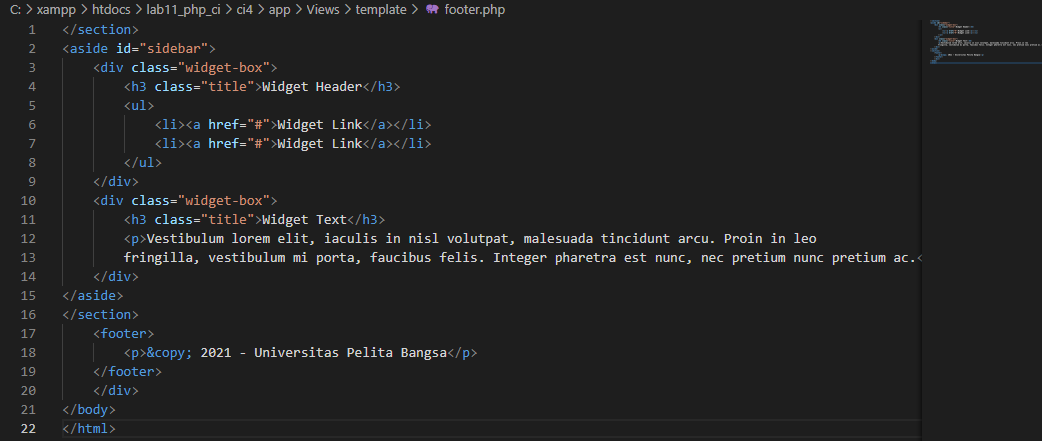 C: > xampp > htdocs > lab11_php_ci > ci4 > app > Views > template > footer.php
1 </section>
2 <aside id="sidebar">
3     <div class="widget-box">
4         <h3 class="title">Widget Header</h3>
5         <ul>
6             <li><a href="#">Widget Link</a></li>
7             <li><a href="#">Widget Link</a></li>
8         </ul>
9     </div>
10     <div class="widget-box">
11         <h3 class="title">Widget Text</h3>
12         <p>Vestibulum lorem elit, iaculis in nisl volutpat, malesuada tincidunt arcu. Proin in leo
13         fringilla, vestibulum mi porta, faucibus felis. Integer pharetra est nunc, nec pretium nunc pretium ac.<
14     </div>
15 </aside>
16 </section>
17     <footer>
18         <p>&copy; 2021 - Universitas Pelita Bangsa</p>
19     </footer>
20     </div>
21 </body>
22 </html>